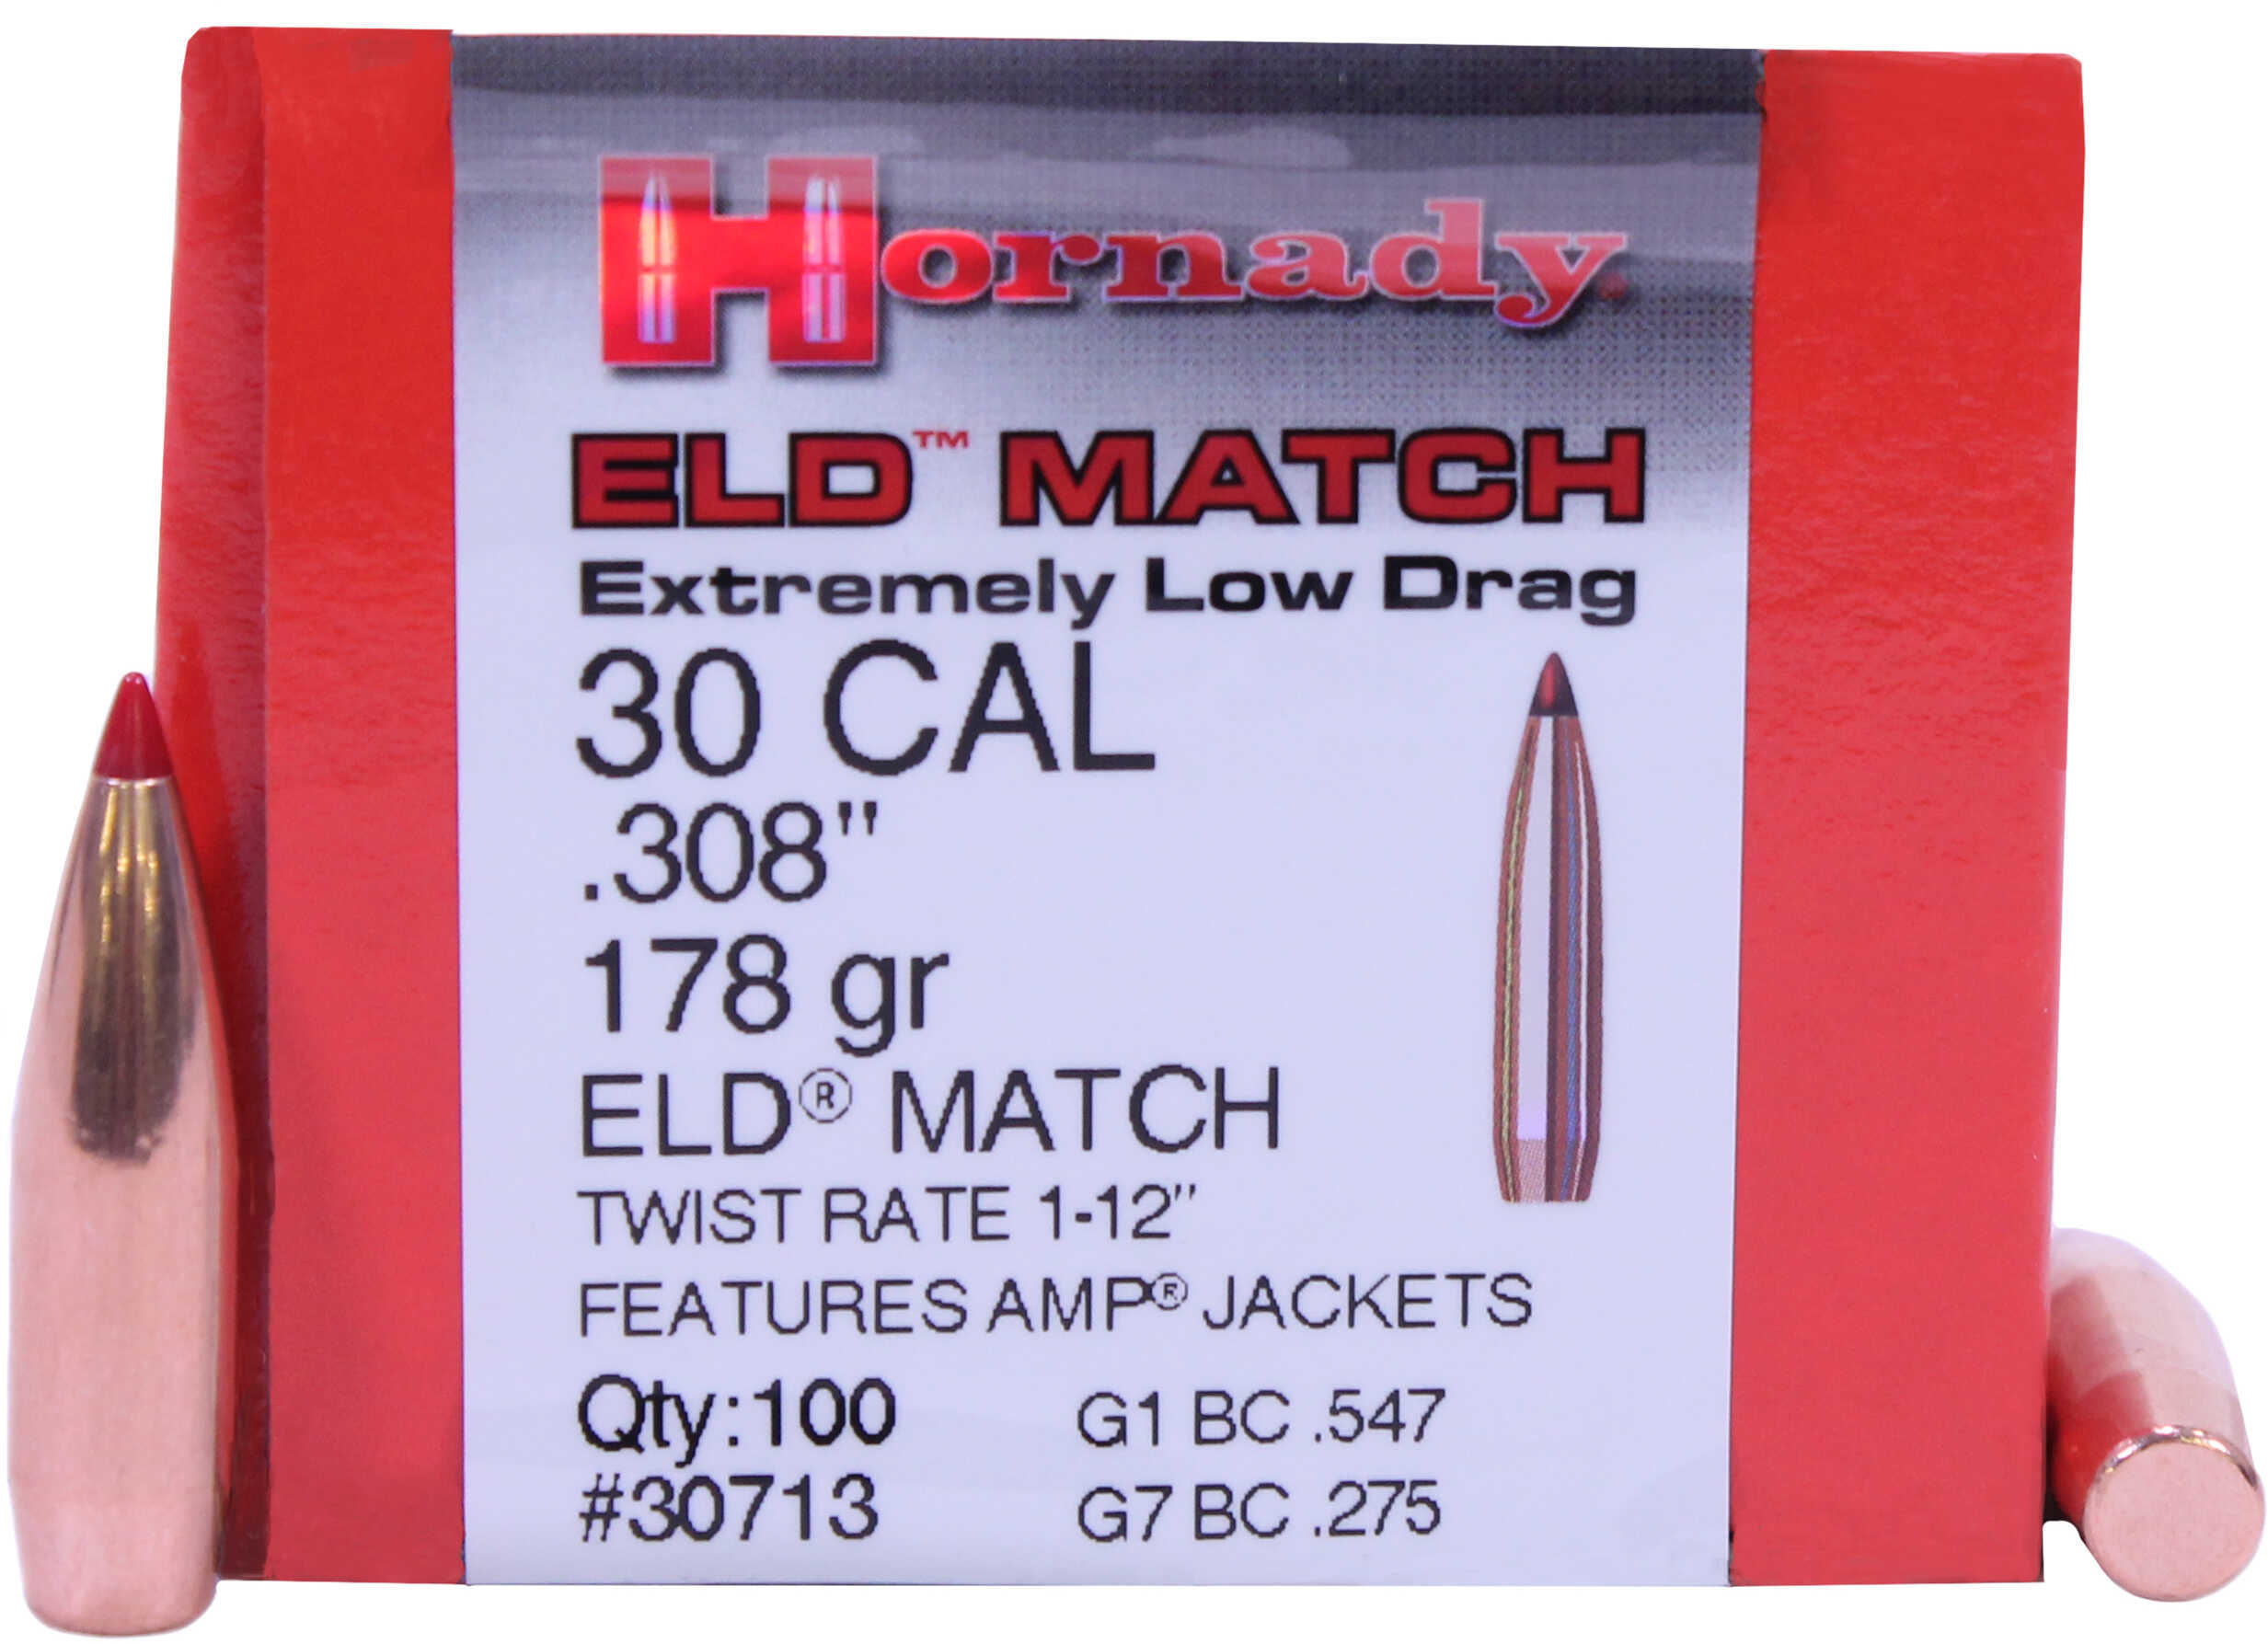 Hornady.
ELD™ MATCH
Extremely Low Drag
30 CAL
.308"
178 gr
ELD® MATCH
TWIST RATE 1-12"
FEATURES AMP® JACKETS
Qty:100 G1 BC .547
#30713 G7 BC .275